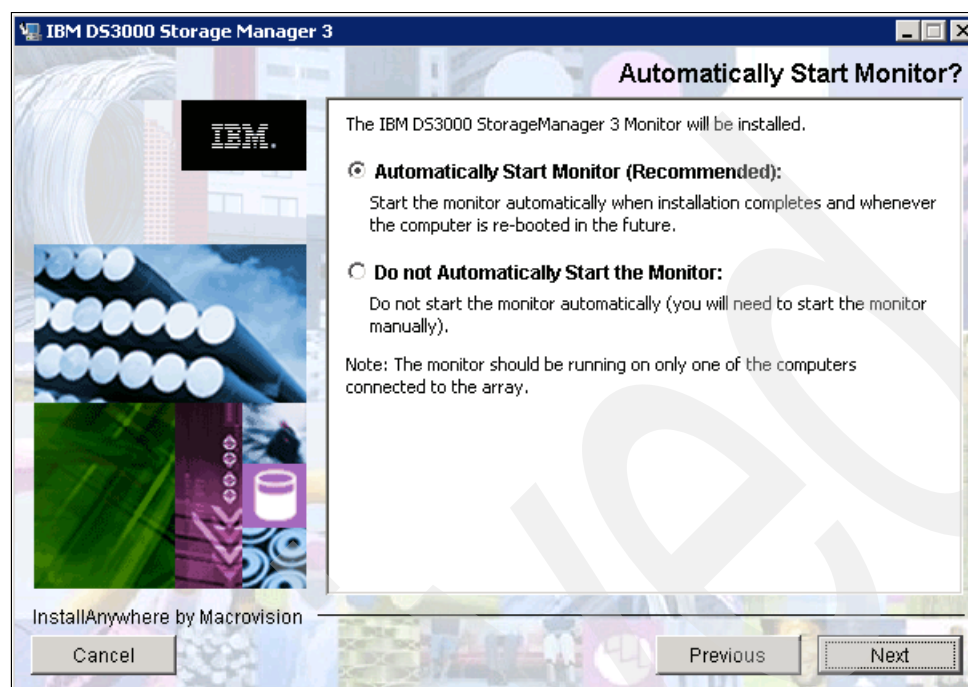 IBM DS3000 Storage Manager 3
Automatically Start Monitor?
IBM.
The IBM DS3000 StorageManager 3 Monitor will be installed.
Automatically Start Monitor (Recommended):
Start the monitor automatically when installation completes and whenever
the computer is re-booted in the future.
Do not Automatically Start the Monitor:
Do not start the monitor automatically (you will need to start the monitor
manually).
Note: The monitor should be running on only one of the computers
connected to the array.
InstallAnywhere by Macrovision
Cancel
Previous
Next